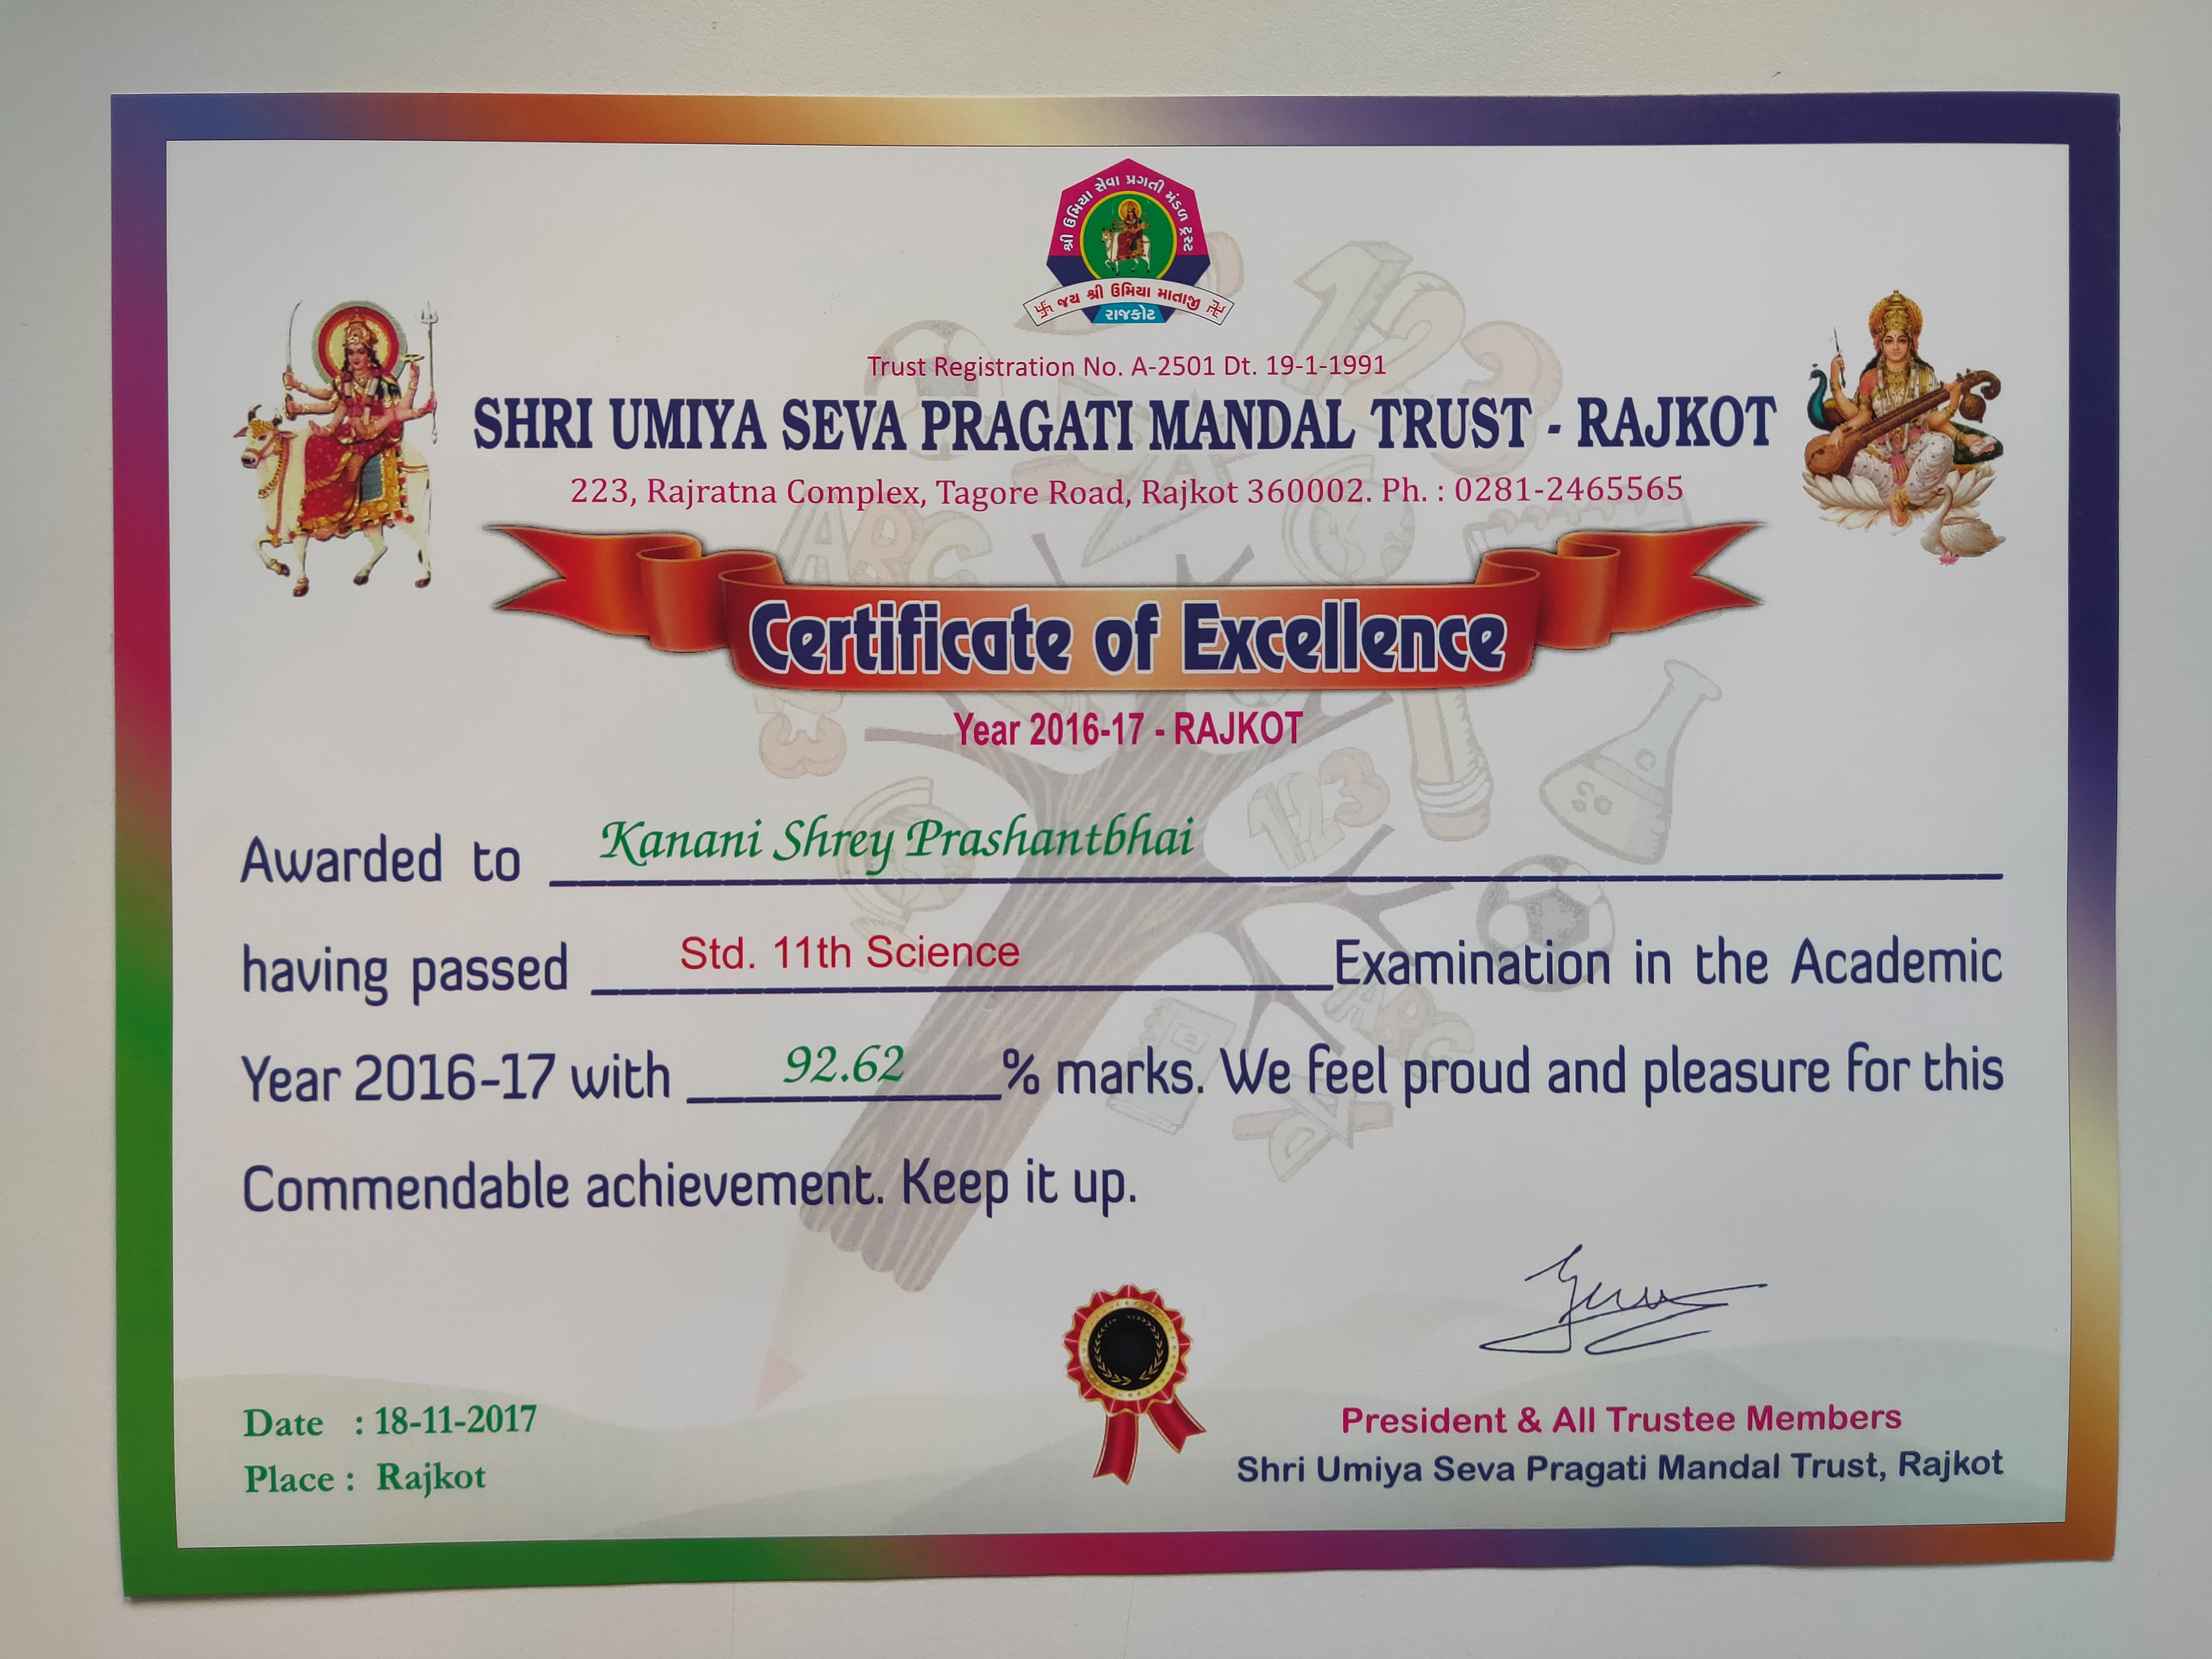 શ્રી ઉમિયા સેવા પ્રગતી મંડળ ટ્રસ્ટ
જય શ્રી ઉમિયા માતાજી
રાજકોટ
Trust Registration No. A-2501 Dt. 19-1-1991
SHRI UMIYA SEVA PRAGATI MANDAL TRUST - RAJKOT
223, Rajratna Complex, Tagore Road, Rajkot 360002. Ph. : 0281-2465565
Certificate of Excellence
Year 2016-17 - RAJKOT
Awarded to Kanani Shrey Prashantbhai
having passed Std. 11th Science Examination in the Academic
Year 2016-17 with 92.62 % marks. We feel proud and pleasure for this
Commendable achievement. Keep it up.
Date : 18-11-2017
Place : Rajkot
President & All Trustee Members
Shri Umiya Seva Pragati Mandal Trust, Rajkot